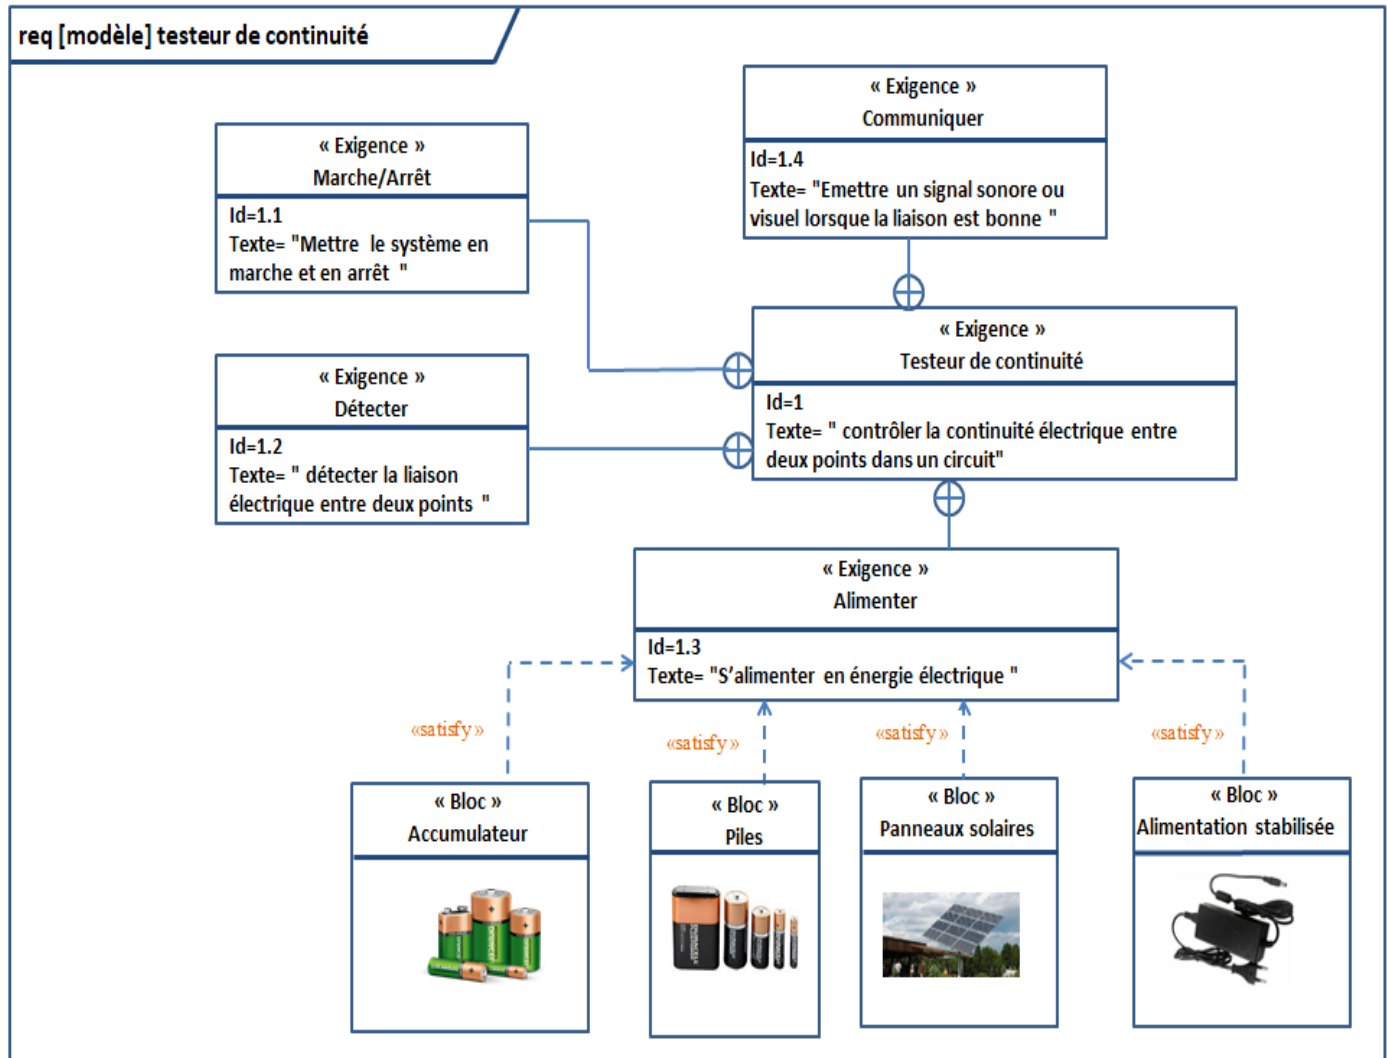 req [modèle] testeur de continuité
« Exigence »
Communiquer
Id=1.4
Texte= "Emettre un signal sonore ou
visuel lorsque la liaison est bonne "
« Exigence »
Marche/Arrêt
Id=1.1
Texte= "Mettre le système en
marche et en arrêt "
« Exigence »
Testeur de continuité
Id=1
Texte= " contrôler la continuité électrique entre
deux points dans un circuit"
« Exigence »
Détecter
Id=1.2
Texte= " détecter la liaison
électrique entre deux points "
« Exigence »
Alimenter
Id=1.3
Texte= "S’alimenter en énergie électrique "
«satisfy»
«satisfy»
«satisfy»
«satisfy»
« Bloc »
Accumulateur
« Bloc »
Piles
« Bloc »
Panneaux solaires
« Bloc »
Alimentation stabilisée